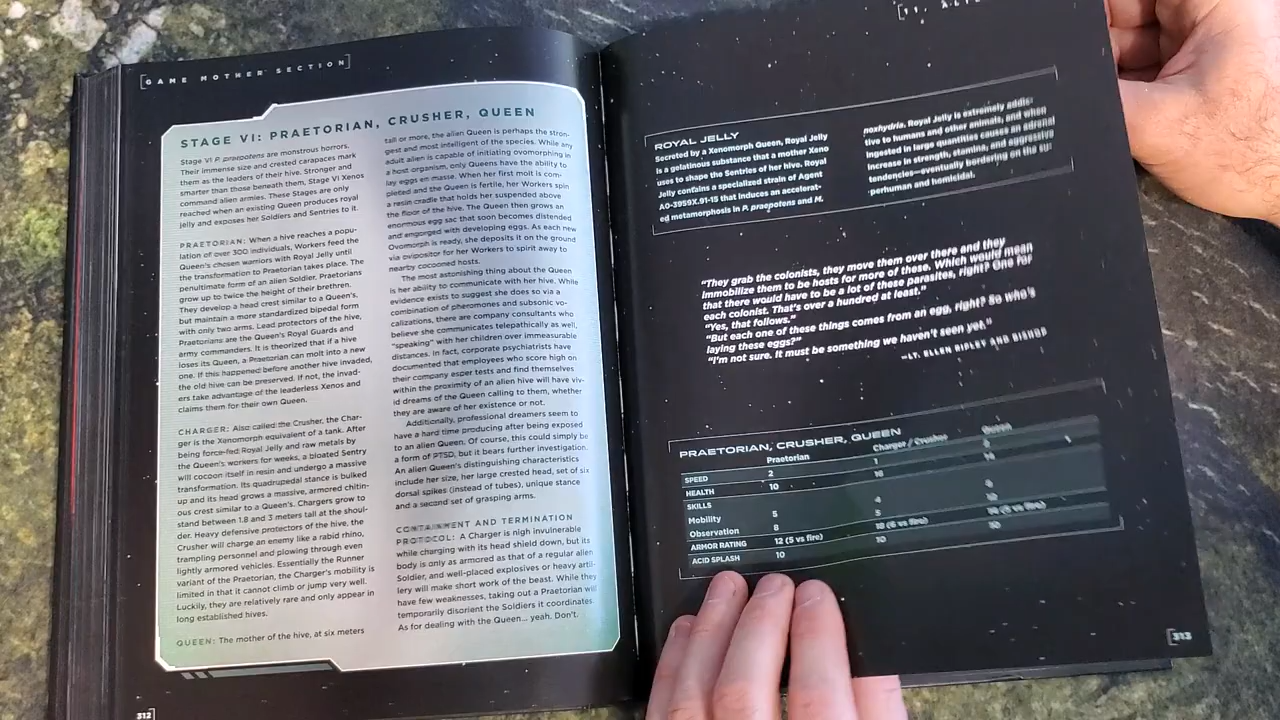 [GAME MOTHER SECTION]
STAGE VI: PRAETORIAN, CRUSHER, QUEEN
Stage VI P. praepotens are monstrous horrors.
Their immense size and crested carapaces mark
them as the leaders of their hive. Stronger and
smarter than those beneath them, Stage VI Xenos
command alien armies. These Stages are only
reached when an existing Queen produces royal
jelly and exposes her Soldiers and Sentries to it.
PRAETORIAN: When a hive reaches a popu-
lation of over 300 individuals, Workers feed the
Queen's chosen warriors with Royal Jelly until
the transformation to Praetorian takes place. The
penultimate form of an alien Soldier, Praetorians
grow up to twice the height of their brethren.
They develop a head crest similar to a Queen's,
but maintain a more standardized bipedal form
with only two arms. Lead protectors of the hive,
Praetorians are the Queen's Royal Guards and
army commanders. It is theorized that if a hive
loses its Queen, a Praetorian can molt into a new
one. If this happened before another hive invaded,
the old hive can be preserved. If not, the invad-
ers take advantage of the leaderless Xenos and
claims them for their own Queen.
CHARGER: Also called the Crusher, the Char-
ger is the Xenomorph equivalent of a tank. After
being force-fed Royal Jelly and raw metals by
the Queen's workers for weeks, a bloated Sentry
will cocoon itself in resin and undergo a massive
transformation. Its quadrupedal stance is bulked
up and its head grows a massive, armored chitin-
ous crest similar to a Queen's. Chargers grow to
stand between 1.8 and 3 meters tall at the shoul-
der. Heavy defensive protectors of the hive, the
Crusher will charge an enemy like a rabid rhino,
trampling personnel and plowing through even
lightly armored vehicles. Essentially the Runner
variant of the Praetorian, the Charger's mobility is
limited in that it cannot climb or jump very well.
Luckily, they are relatively rare and only appear in
long established hives.
QUEEN: The mother of the hive, at six meters
tall or more, the alien Queen is perhaps the stron-
gest and most intelligent of the species. While any
adult alien is capable of initiating ovomorphing in
a host organism, only Queens have the ability to
lay eggs en masse. When her first molt is com-
pleted and the Queen is fertile, her Workers spin
a resin cradle that holds her suspended above
the floor of the hive. The Queen then grows an
enormous egg sac that soon becomes distended
and engorged with developing eggs. As each new
Ovomorph is ready, she deposits it on the ground
via ovipositor for her Workers to spirit away to
nearby cocooned hosts.
The most astonishing thing about the Queen
is her ability to communicate with her hive. While
evidence exists to suggest she does so via a
combination of pheromones and subsonic vo-
calizations, there are company consultants who
believe she communicates telepathically as well,
"speaking" with her children over immeasurable
distances. In fact, corporate psychiatrists have
documented that employees who score high on
their company esper tests and find themselves
within the proximity of an alien hive will have viv-
id dreams of the Queen calling to them, whether
they are aware of her existence or not.
Additionally, professional dreamers seem to
have a hard time producing after being exposed
to an alien Queen. Of course, this could simply be
a form of PTSD, but it bears further investigation.
An alien Queen's distinguishing characteristics
include her size, her large crested head, set of six
dorsal spikes (instead of tubes), unique stance
and a second set of grasping arms.
CONTAINMENT AND TERMINATION
PROTOCOL: A Charger is nigh invulnerable
while charging with its head shield down, but its
body is only as armored as that of a regular alien
Soldier, and well-placed explosives or heavy arti-
llery will make short work of the beast. While they
have few weaknesses, taking out a Praetorian will
temporarily disorient the Soldiers it coordinates.
As for dealing with the Queen... yeah. Don't.
312
ROYAL JELLY
Secreted by a Xenomorph Queen, Royal Jelly
is a gelatinous substance that a mother Xeno
uses to shape the Sentries of her hive. Royal
Jelly contains a specialized strain of Agent
A0-3959X.91-15 that induces an accelerat-
ed metamorphosis in P. praepotens and M.
noxhydria. Royal Jelly is extremely addic-
tive to humans and other animals, and when
ingested in large quantities causes an adrenal
increase in strength, stamina, and aggressive
tendencies—eventually bordering on the su-
perhuman and homicidal.
"They grab the colonists, they move them over there and they
immobilize them to be hosts for more of these. Which would mean
that there would have to be a lot of these parasites, right? One for
each colonist. That's over a hundred at least."
"Yes, that follows."
"But each one of these things comes from an egg, right? So who's
laying these eggs?"
"I'm not sure. It must be something we haven't seen yet."
—LT. ELLEN RIPLEY AND BISHOP
PRAETORIAN, CRUSHER, QUEEN
Praetorian Charger / Crusher Queen
SPEED 2 1
HEALTH 10 16
SKILLS
Mobility 5 4
Observation 8 5
ARMOR RATING 12 (5 vs fire) 18 (6 vs fire)
ACID SPLASH 10 10
313